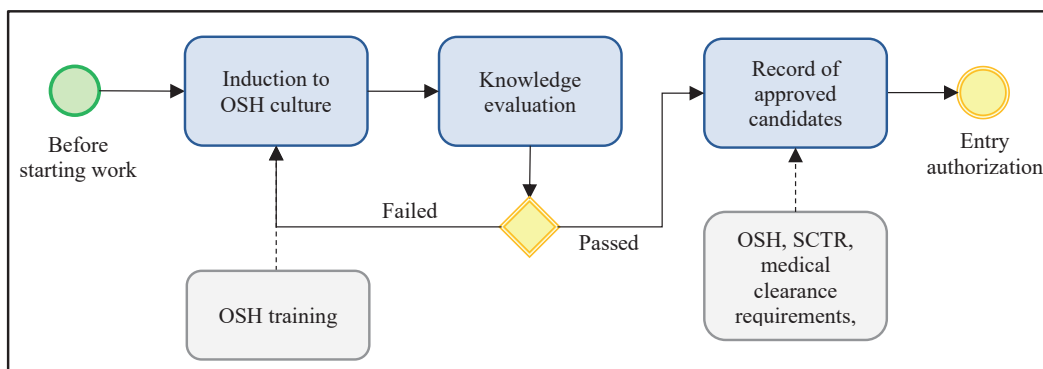 Before
starting work
Induction to
OSH culture
Knowledge
evaluation
Failed
Passed
Record of
approved
candidates
Entry
authorization
OSH training
OSH, SCTR,
medical
clearance
requirements,